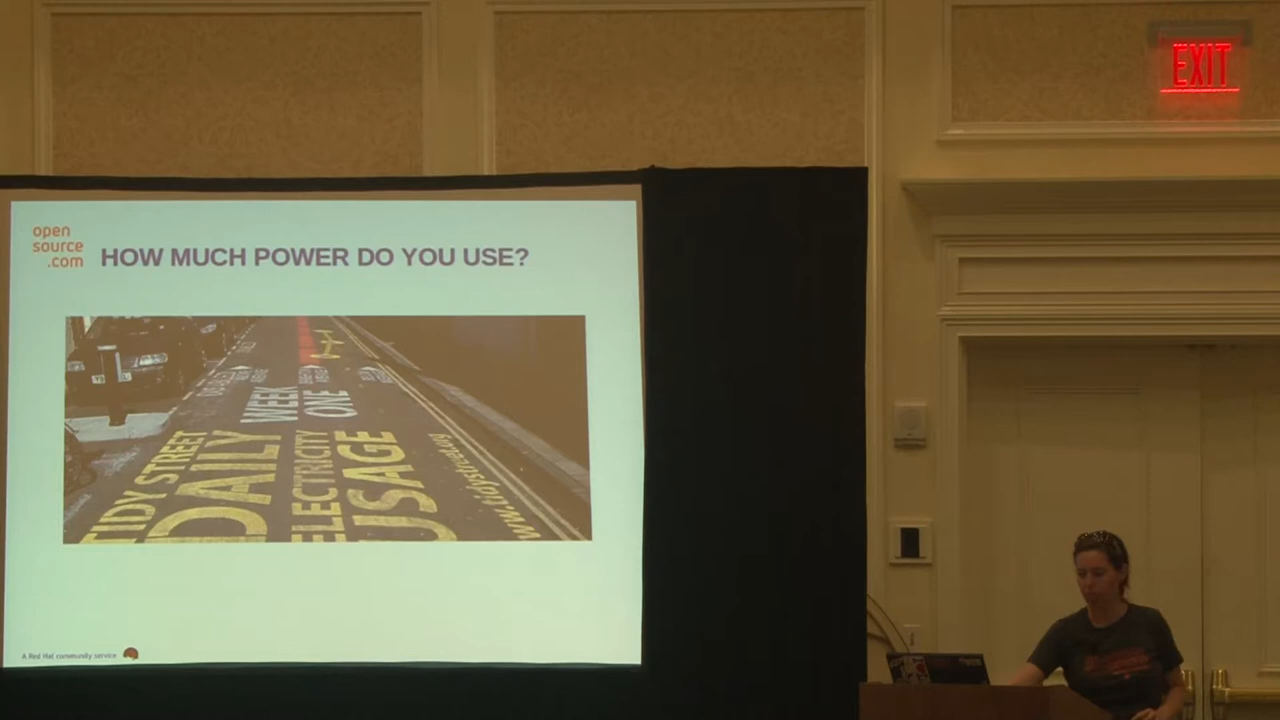 EXIT
open
source
.com
HOW MUCH POWER DO YOU USE?
WEEK
ONE
TIDY STREET
DAILY
ELECTRICITY
USAGE
www.tidystreet.org
A Red Hat community service